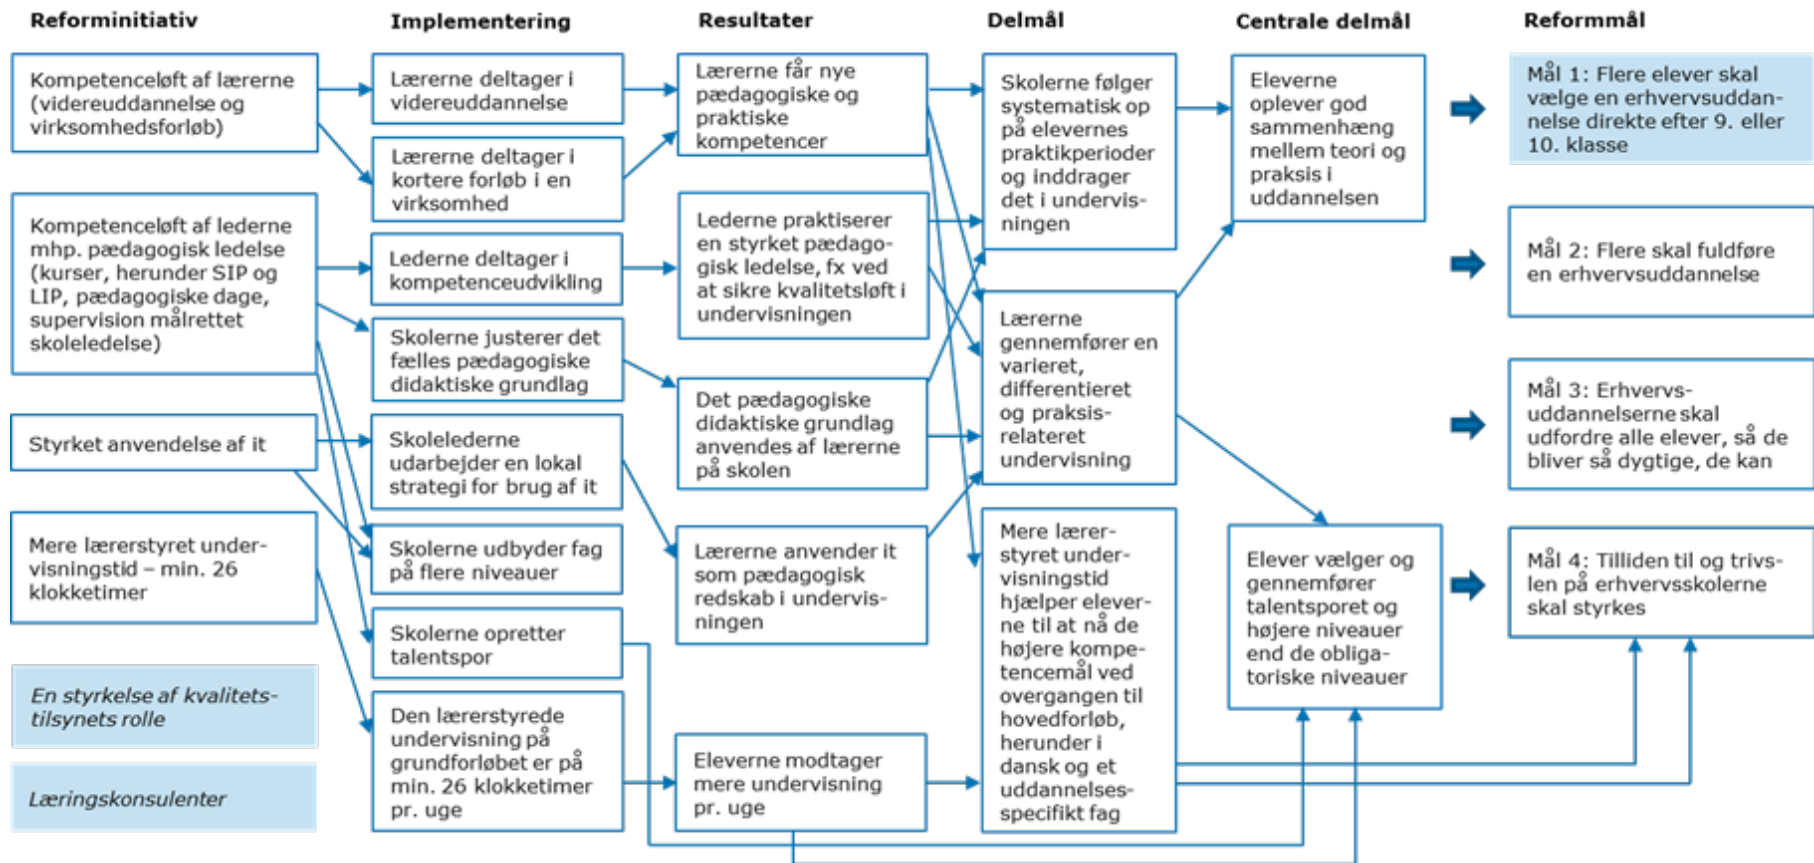 Reforminitiativ
Implementering
Resultater
Delmål
Centrale delmål
Reformmål
Kompetenceløft af lærerne
(videreuddannelse og
virksomhedsforløb)
Kompetenceløft af lederne
mhp. pædagogisk ledelse
(kurser, herunder SIP og
LIP, pædagogiske dage,
supervision målrettet
skoleledelse)
Styrket anvendelse af it
Mere lærerstyret under-
visningstid – min. 26
klokketimer
En styrkelse af kvalitets-
tilsynets rolle
Læringskonsulenter
Lærerne deltager i
videreuddannelse
Lærerne deltager i
kortere forløb i en
virksomhed
Lederne deltager i
kompetenceudvikling
Skolerne justerer det
fælles pædagogiske
didaktiske grundlag
Skolelederne
udarbejder en lokal
strategi for brug af it
Skolerne udbyder fag
på flere niveauer
Skolerne opretter
talentspor
Den lærerstyrede
undervisning på
grundforløbet er på
min. 26 klokketimer
pr. uge
Lærerne får nye
pædagogiske og
praktiske
kompetencer
Lederne praktiserer
en styrket pædago-
gisk ledelse, fx ved
at sikre kvalitetsløft i
undervisningen
Det pædagogiske
didaktiske grundlag
anvendes af lærerne
på skolen
Lærerne anvender it
som pædagogisk
redskab i undervis-
ningen
Eleverne modtager
mere undervisning
pr. uge
Skolerne følger
systematisk op
på elevernes
praktikperioder
og inddrager
det i undervis-
ningen
Lærerne
gennemfører en
varieret,
differentieret
og praksis-
relateret
undervisning
Mere lærer-
styret under-
visningstid
hjælper elever-
ne til at nå de
højere kompe-
tencemål ved
overgangen til
hovedforløb,
herunder i
dansk og et
uddannelses-
specifikt fag
Eleverne
oplever god
sammenhæng
mellem teori og
praksis i
uddannelsen
Elever vælger og
gennemfører
talentsporet og
højere niveauer
end de obliga-
toriske niveauer
Mål 1: Flere elever skal
vælge en erhvervsuddan-
nelse direkte efter 9. eller
10. klasse
Mål 2: Flere skal fuldføre
en erhvervsuddannelse
Mål 3: Erhvervs-
uddannelserne skal
udfordre alle elever, så de
bliver så dygtige, de kan
Mål 4: Tilliden til og trivs-
len på erhvervsskolerne
skal styrkes